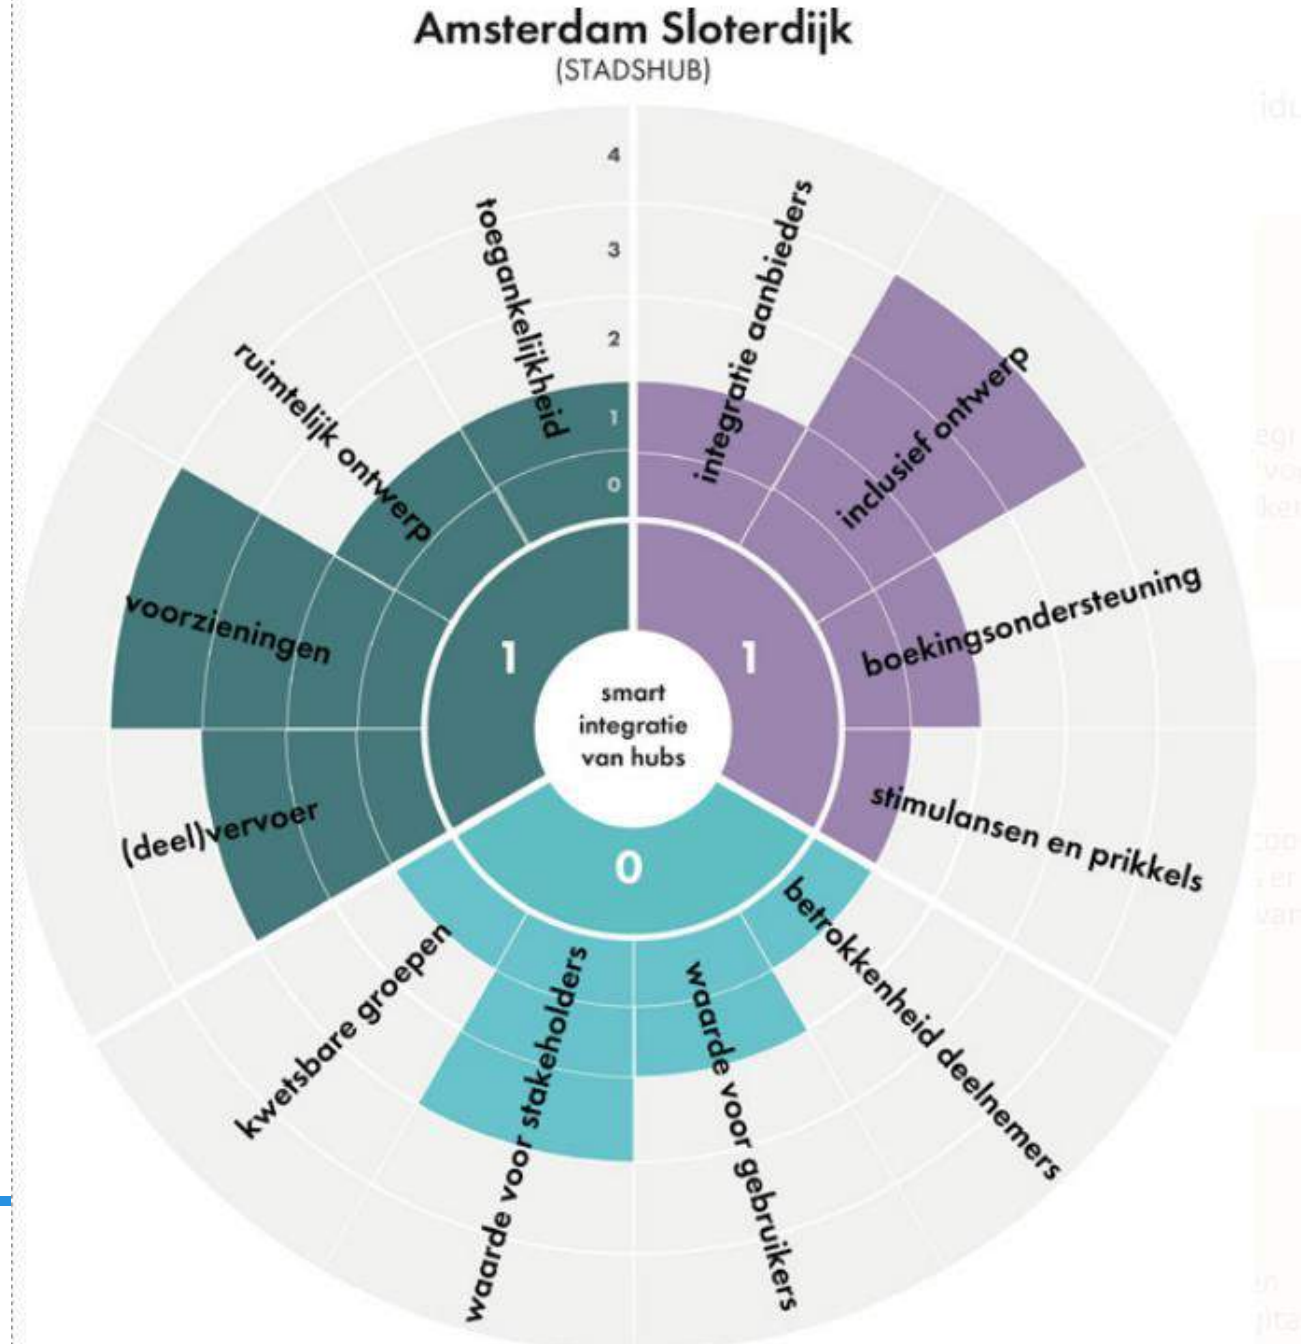 Amsterdam Sloterdijk
(STADSHUB)
4
3
2
1
0
toegankelijkheid
integratie aanbieders
ruimtelijk ontwerp
inclusief ontwerp
voorzieningen
boekingsondersteuning
1
1
smart
integratie
van hubs
(deel)vervoer
stimulansen en prikkels
0
kwetsbare groepen
waarde voor stakeholders
waarde voor gebruikers
betrokkenheid deelnemers